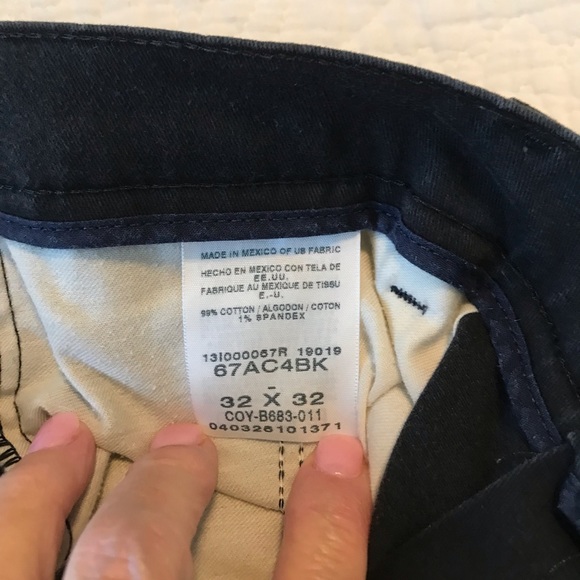 MADE IN MEXICO OF US FABRIC
HECHO EN MEXICO CON TELA DE
EE.UU.
FABRIQUE AU MEXIQUE DE TISSU
E.-U.
99% COTTON / ALGODON / COTON
1% SPANDEX
13I000067R 19019
67AC4BK
-
32 X 32
COY-B683-011
040326101371